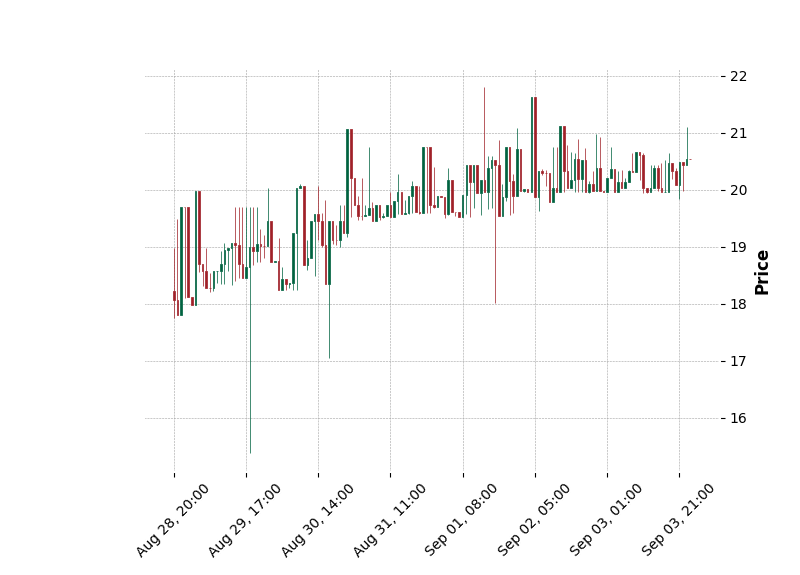 22
21
20
19
18
17
16
Price
Aug 28, 20:00
Aug 29, 17:00
Aug 30, 14:00
Aug 31, 11:00
Sep 01, 08:00
Sep 02, 05:00
Sep 03, 01:00
Sep 03, 21:00